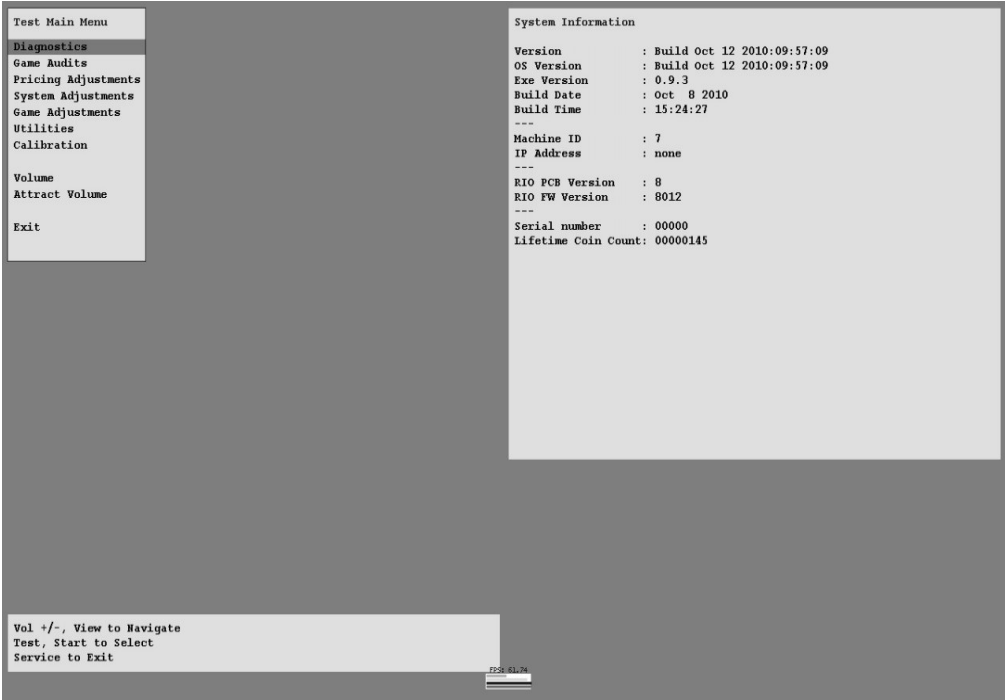 Test Main Menu
Diagnostics
Game Audits
Pricing Adjustments
System Adjustments
Game Adjustments
Utilities
Calibration
Volume
Attract Volume
Exit
System Information
Version : Build Oct 12 2010:09:57:09
OS Version : Build Oct 12 2010:09:57:09
Exe Version : 0.9.3
Build Date : Oct  8 2010
Build Time : 15:24:27
---
Machine ID : 7
IP Address : none
---
RIO PCB Version : 8
RIO FW Version : 8012
---
Serial number : 00000
Lifetime Coin Count: 00000145
Vol +/-, View to Navigate
Test, Start to Select
Service to Exit
FPS: 61.74